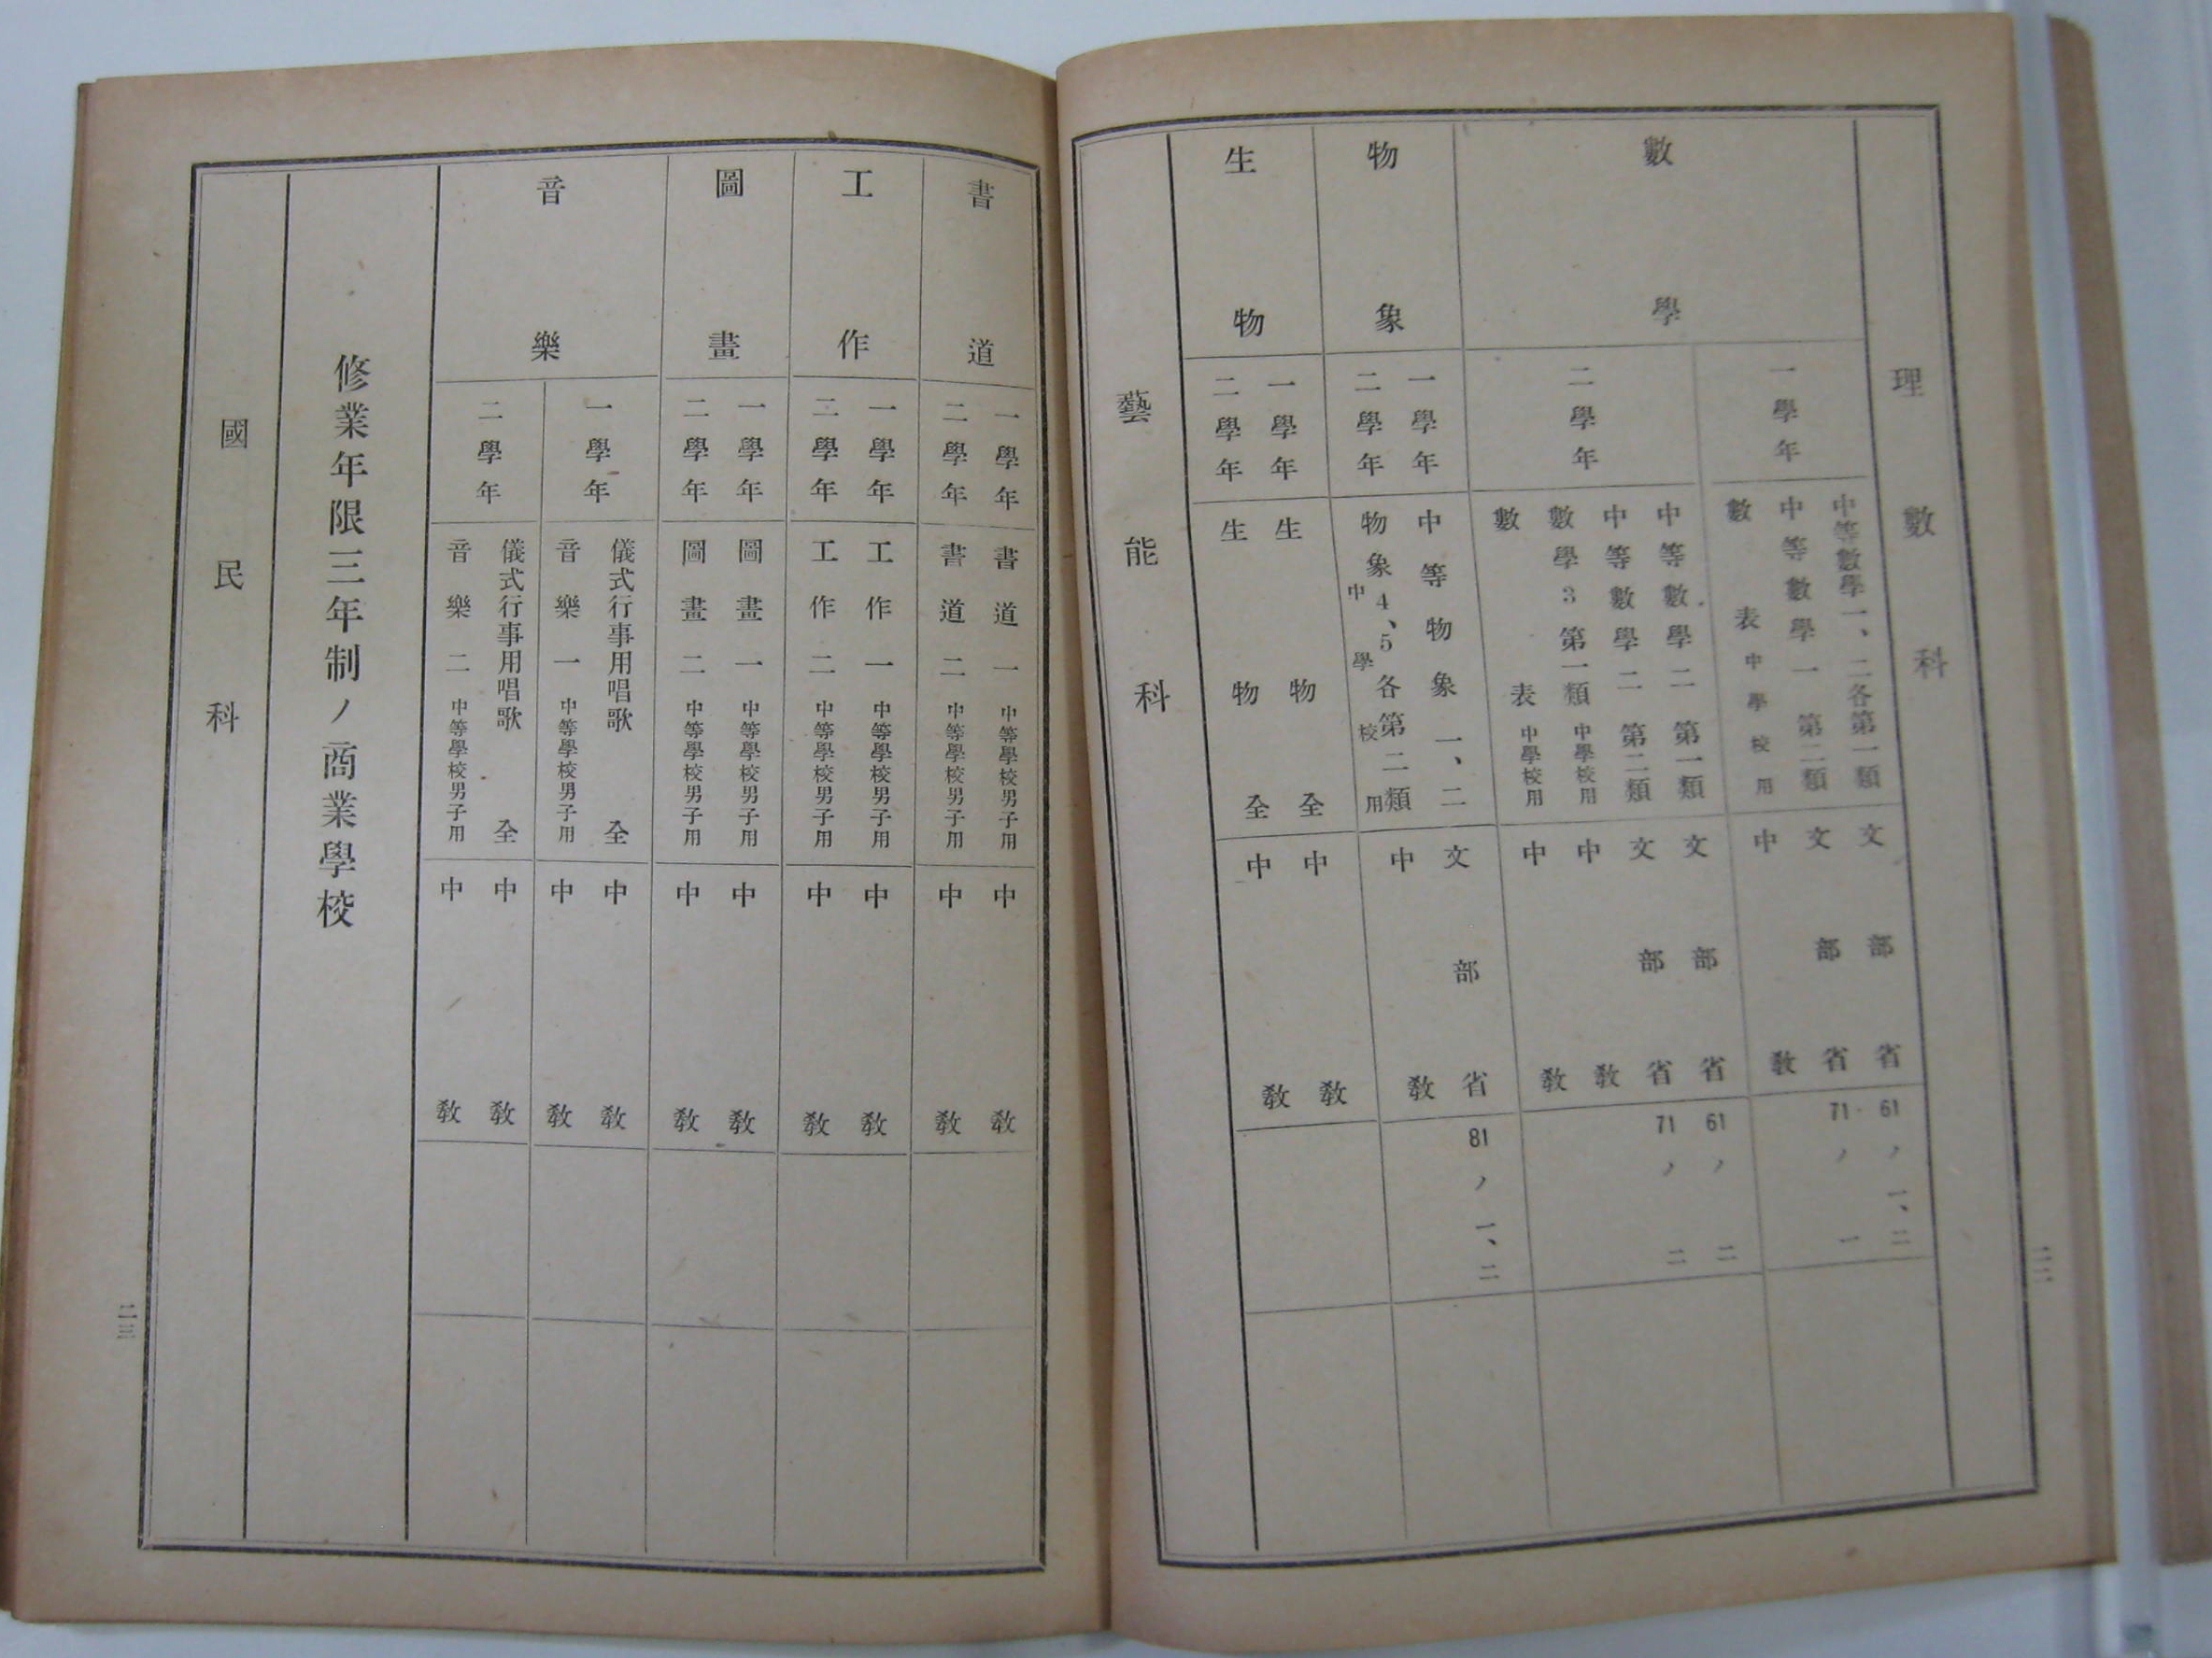 理數科
數學
一學年
中等數學一、二各第一類 文部省 61ノ一、二
中等數學一 第二類 文部省 71ノ一
數表 中學校用 中教
二學年
中等數學二 第一類 文部省 61ノ二
中等數學二 第二類 文部省 71ノ二
數學3 第一類 中學校用 中教
數表 中學校用 中教
物象
一學年
二學年
中等物象一、二 文部省 81ノ一、二
物象4、5各第二類 中學校用 中教
生物
一學年
二學年
生物 全 中教
生物 全 中教
藝能科
二二
書道
一學年
二學年
書道一 中等學校男子用 中教
書道二 中等學校男子用 中教
工作
一學年
二學年
工作一 中等學校男子用 中教
工作二 中等學校男子用 中教
圖畫
一學年
二學年
圖畫一 中等學校男子用 中教
圖畫二 中等學校男子用 中教
音樂
一學年
儀式行事用唱歌 全 中教
音樂一 中等學校男子用 中教
二學年
儀式行事用唱歌 全 中教
音樂二 中等學校男子用 中教
修業年限三年制ノ商業學校
國民科
二三